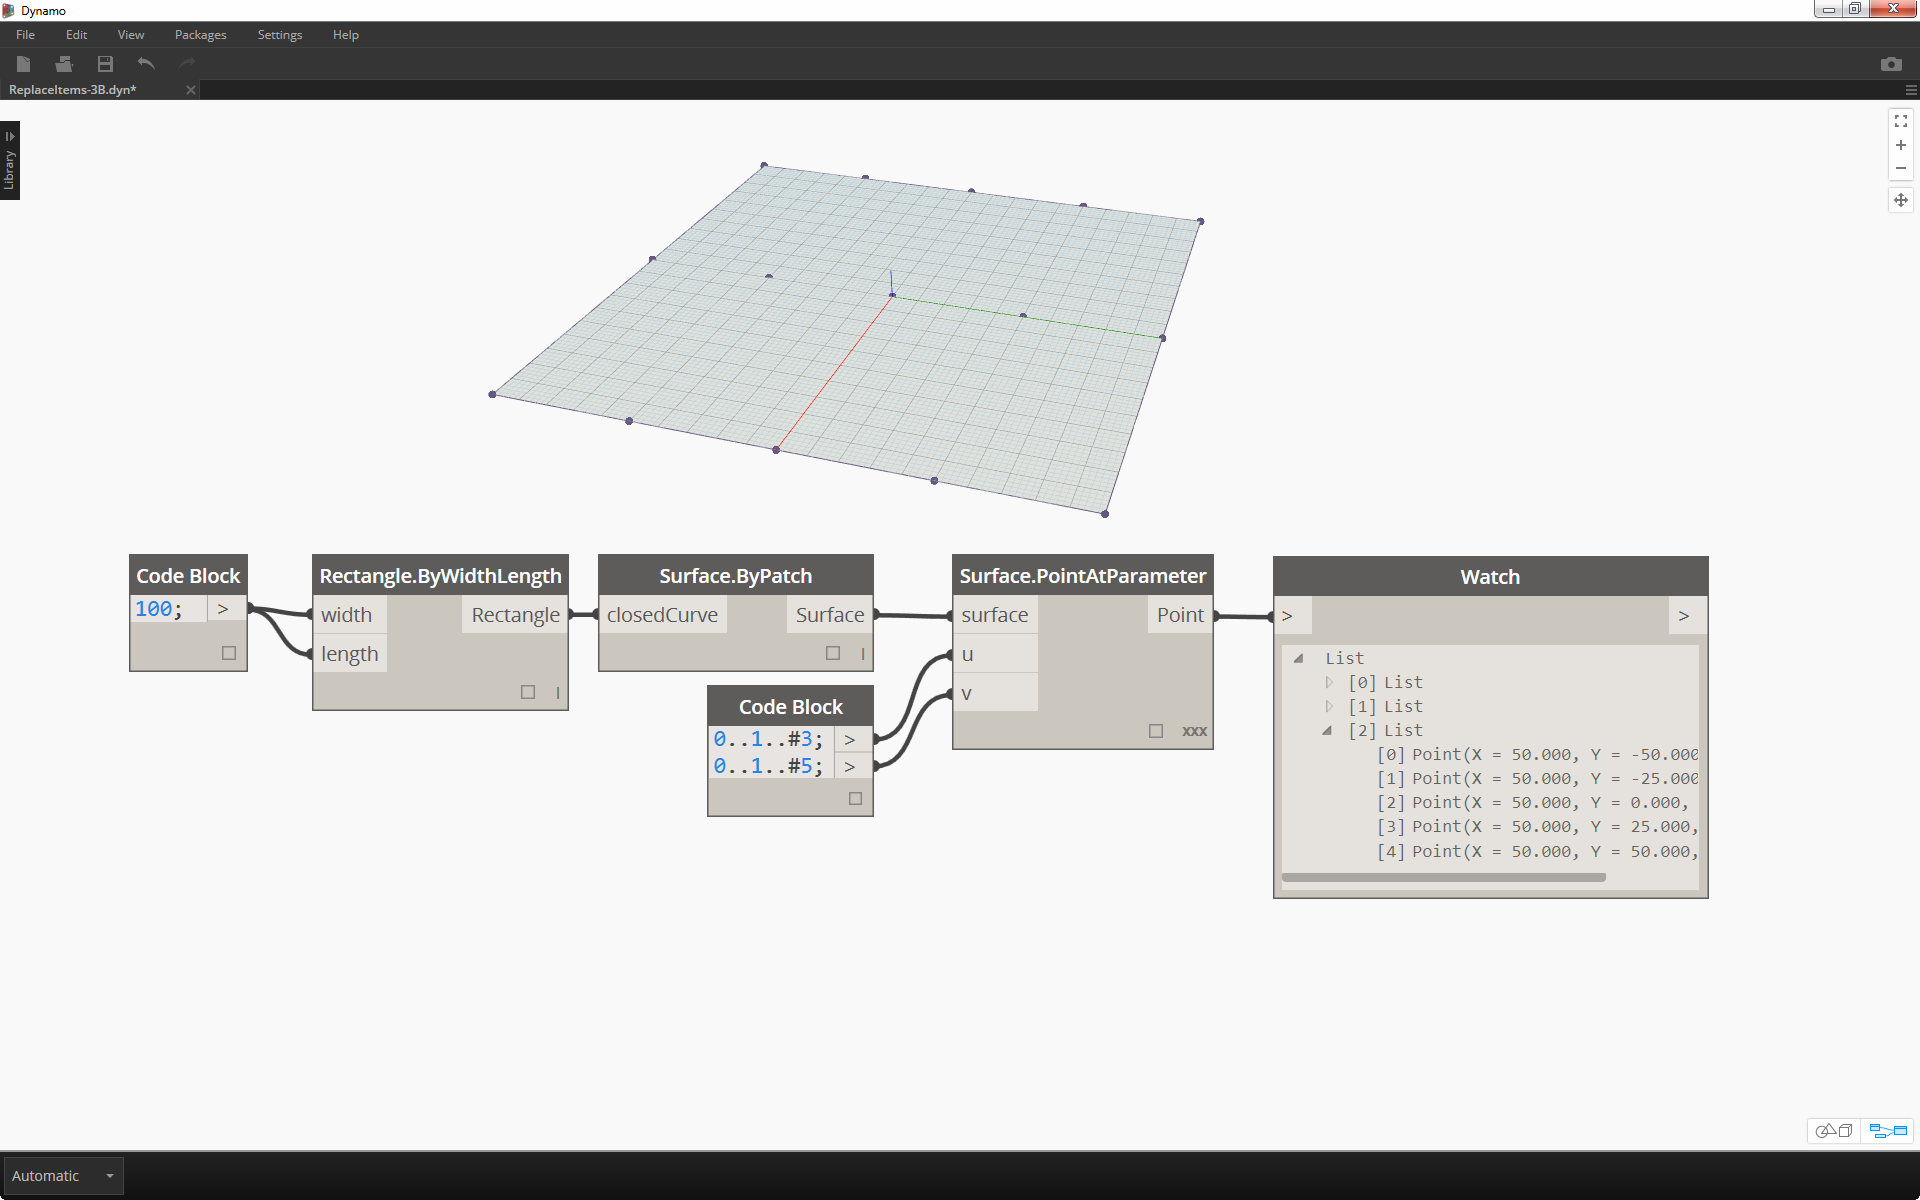 Dynamo
File Edit View Packages Settings Help
ReplaceItems-3B.dyn*
Library
Code Block
100; >
Rectangle.ByWidthLength
width Rectangle
length
Surface.ByPatch
closedCurve Surface
Code Block
0..1..#3; >
0..1..#5; >
Surface.PointAtParameter
surface Point
u
v
xxx
Watch
> >
List
[0] List
[1] List
[2] List
[0] Point(X = 50.000, Y = -50.000
[1] Point(X = 50.000, Y = -25.000
[2] Point(X = 50.000, Y = 0.000,
[3] Point(X = 50.000, Y = 25.000,
[4] Point(X = 50.000, Y = 50.000,
Automatic